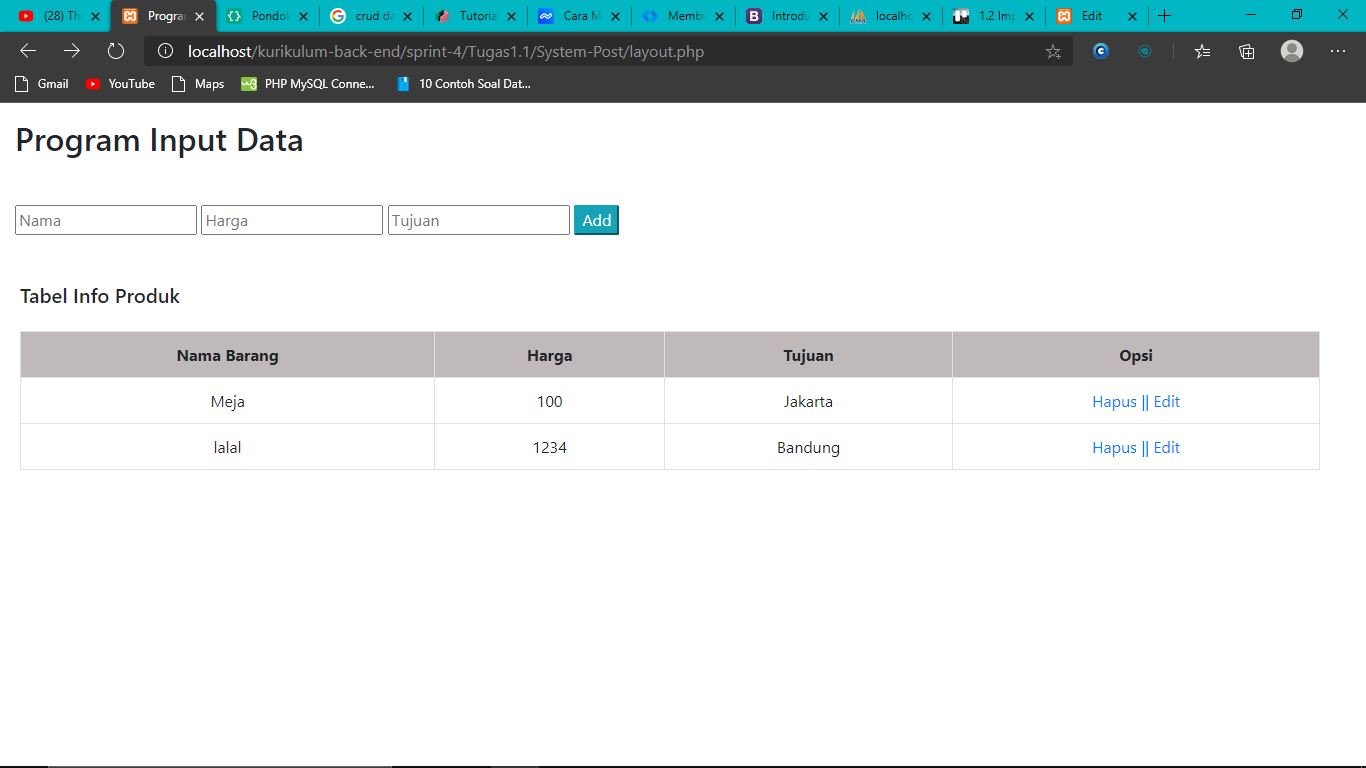 (28) Th
Progra
Pondok
crud da
Tutoria
Cara M
Membu
Introdu
localho
1.2 Imp
Edit
localhost/kurikulum-back-end/sprint-4/Tugas1.1/System-Post/layout.php
Gmail YouTube Maps PHP MySQL Conne... 10 Contoh Soal Dat...
Program Input Data
Nama Harga Tujuan Add
Tabel Info Produk
Nama Barang Harga Tujuan Opsi
Meja 100 Jakarta Hapus || Edit
lalal 1234 Bandung Hapus || Edit